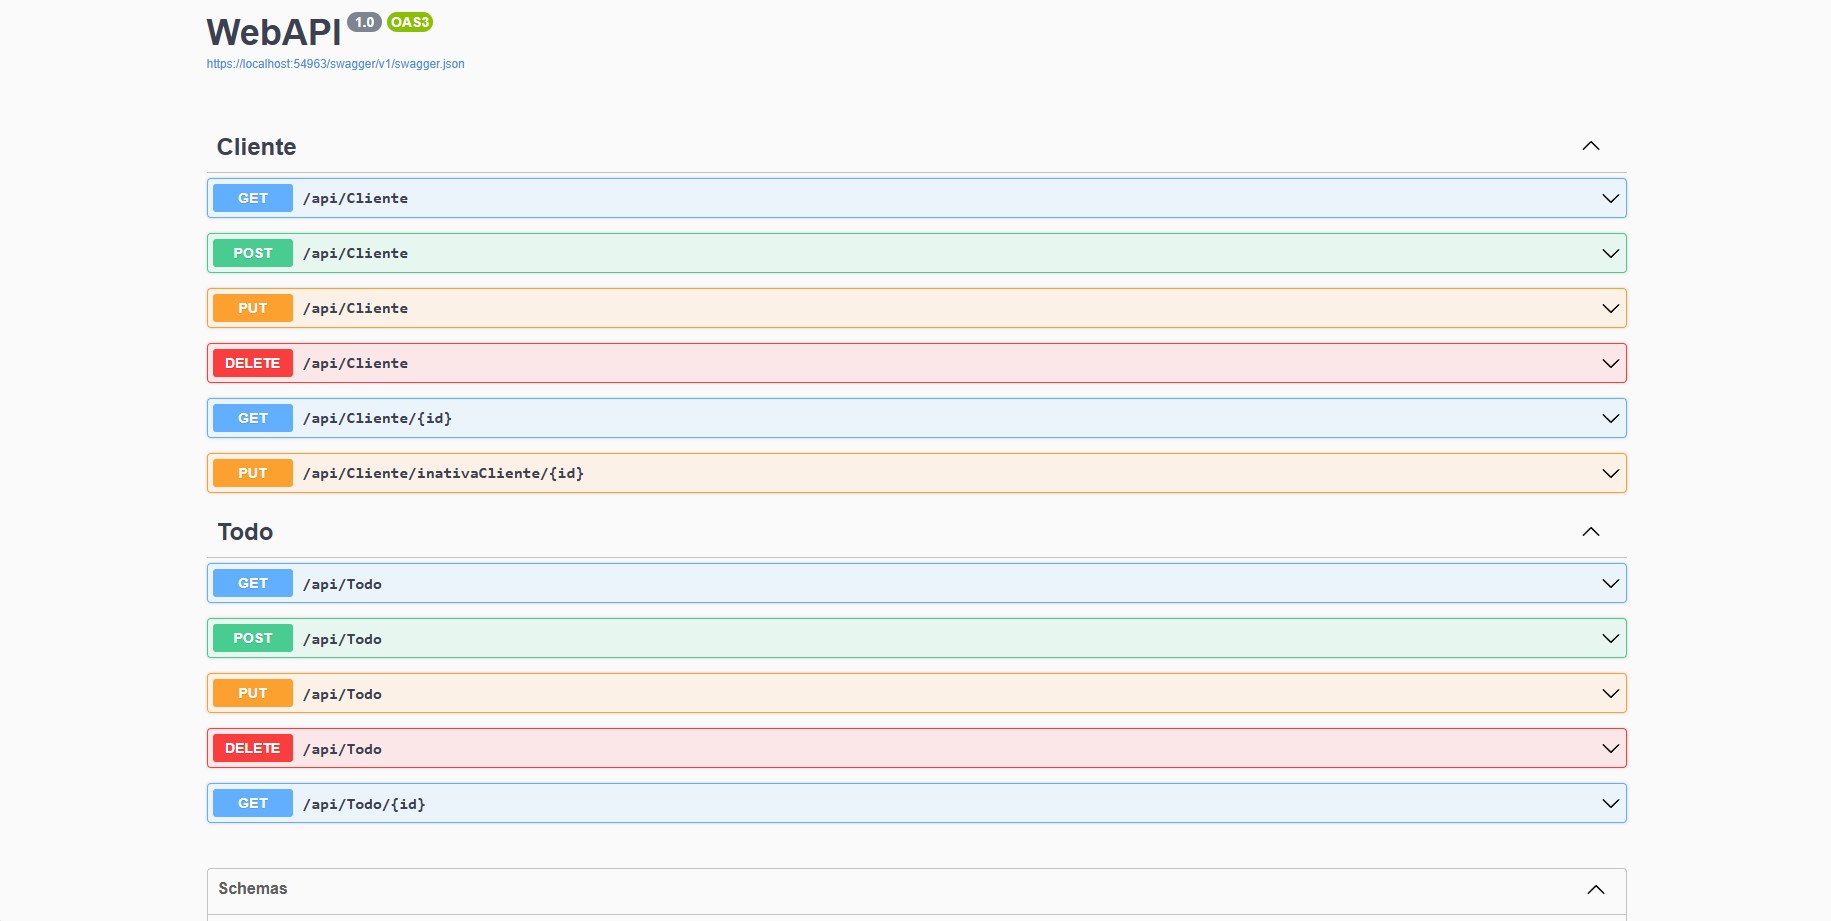 WebAPI 1.0 OAS3
https://localhost:54963/swagger/v1/swagger.json
Cliente
GET /api/Cliente
POST /api/Cliente
PUT /api/Cliente
DELETE /api/Cliente
GET /api/Cliente/{id}
PUT /api/Cliente/inativaCliente/{id}
Todo
GET /api/Todo
POST /api/Todo
PUT /api/Todo
DELETE /api/Todo
GET /api/Todo/{id}
Schemas